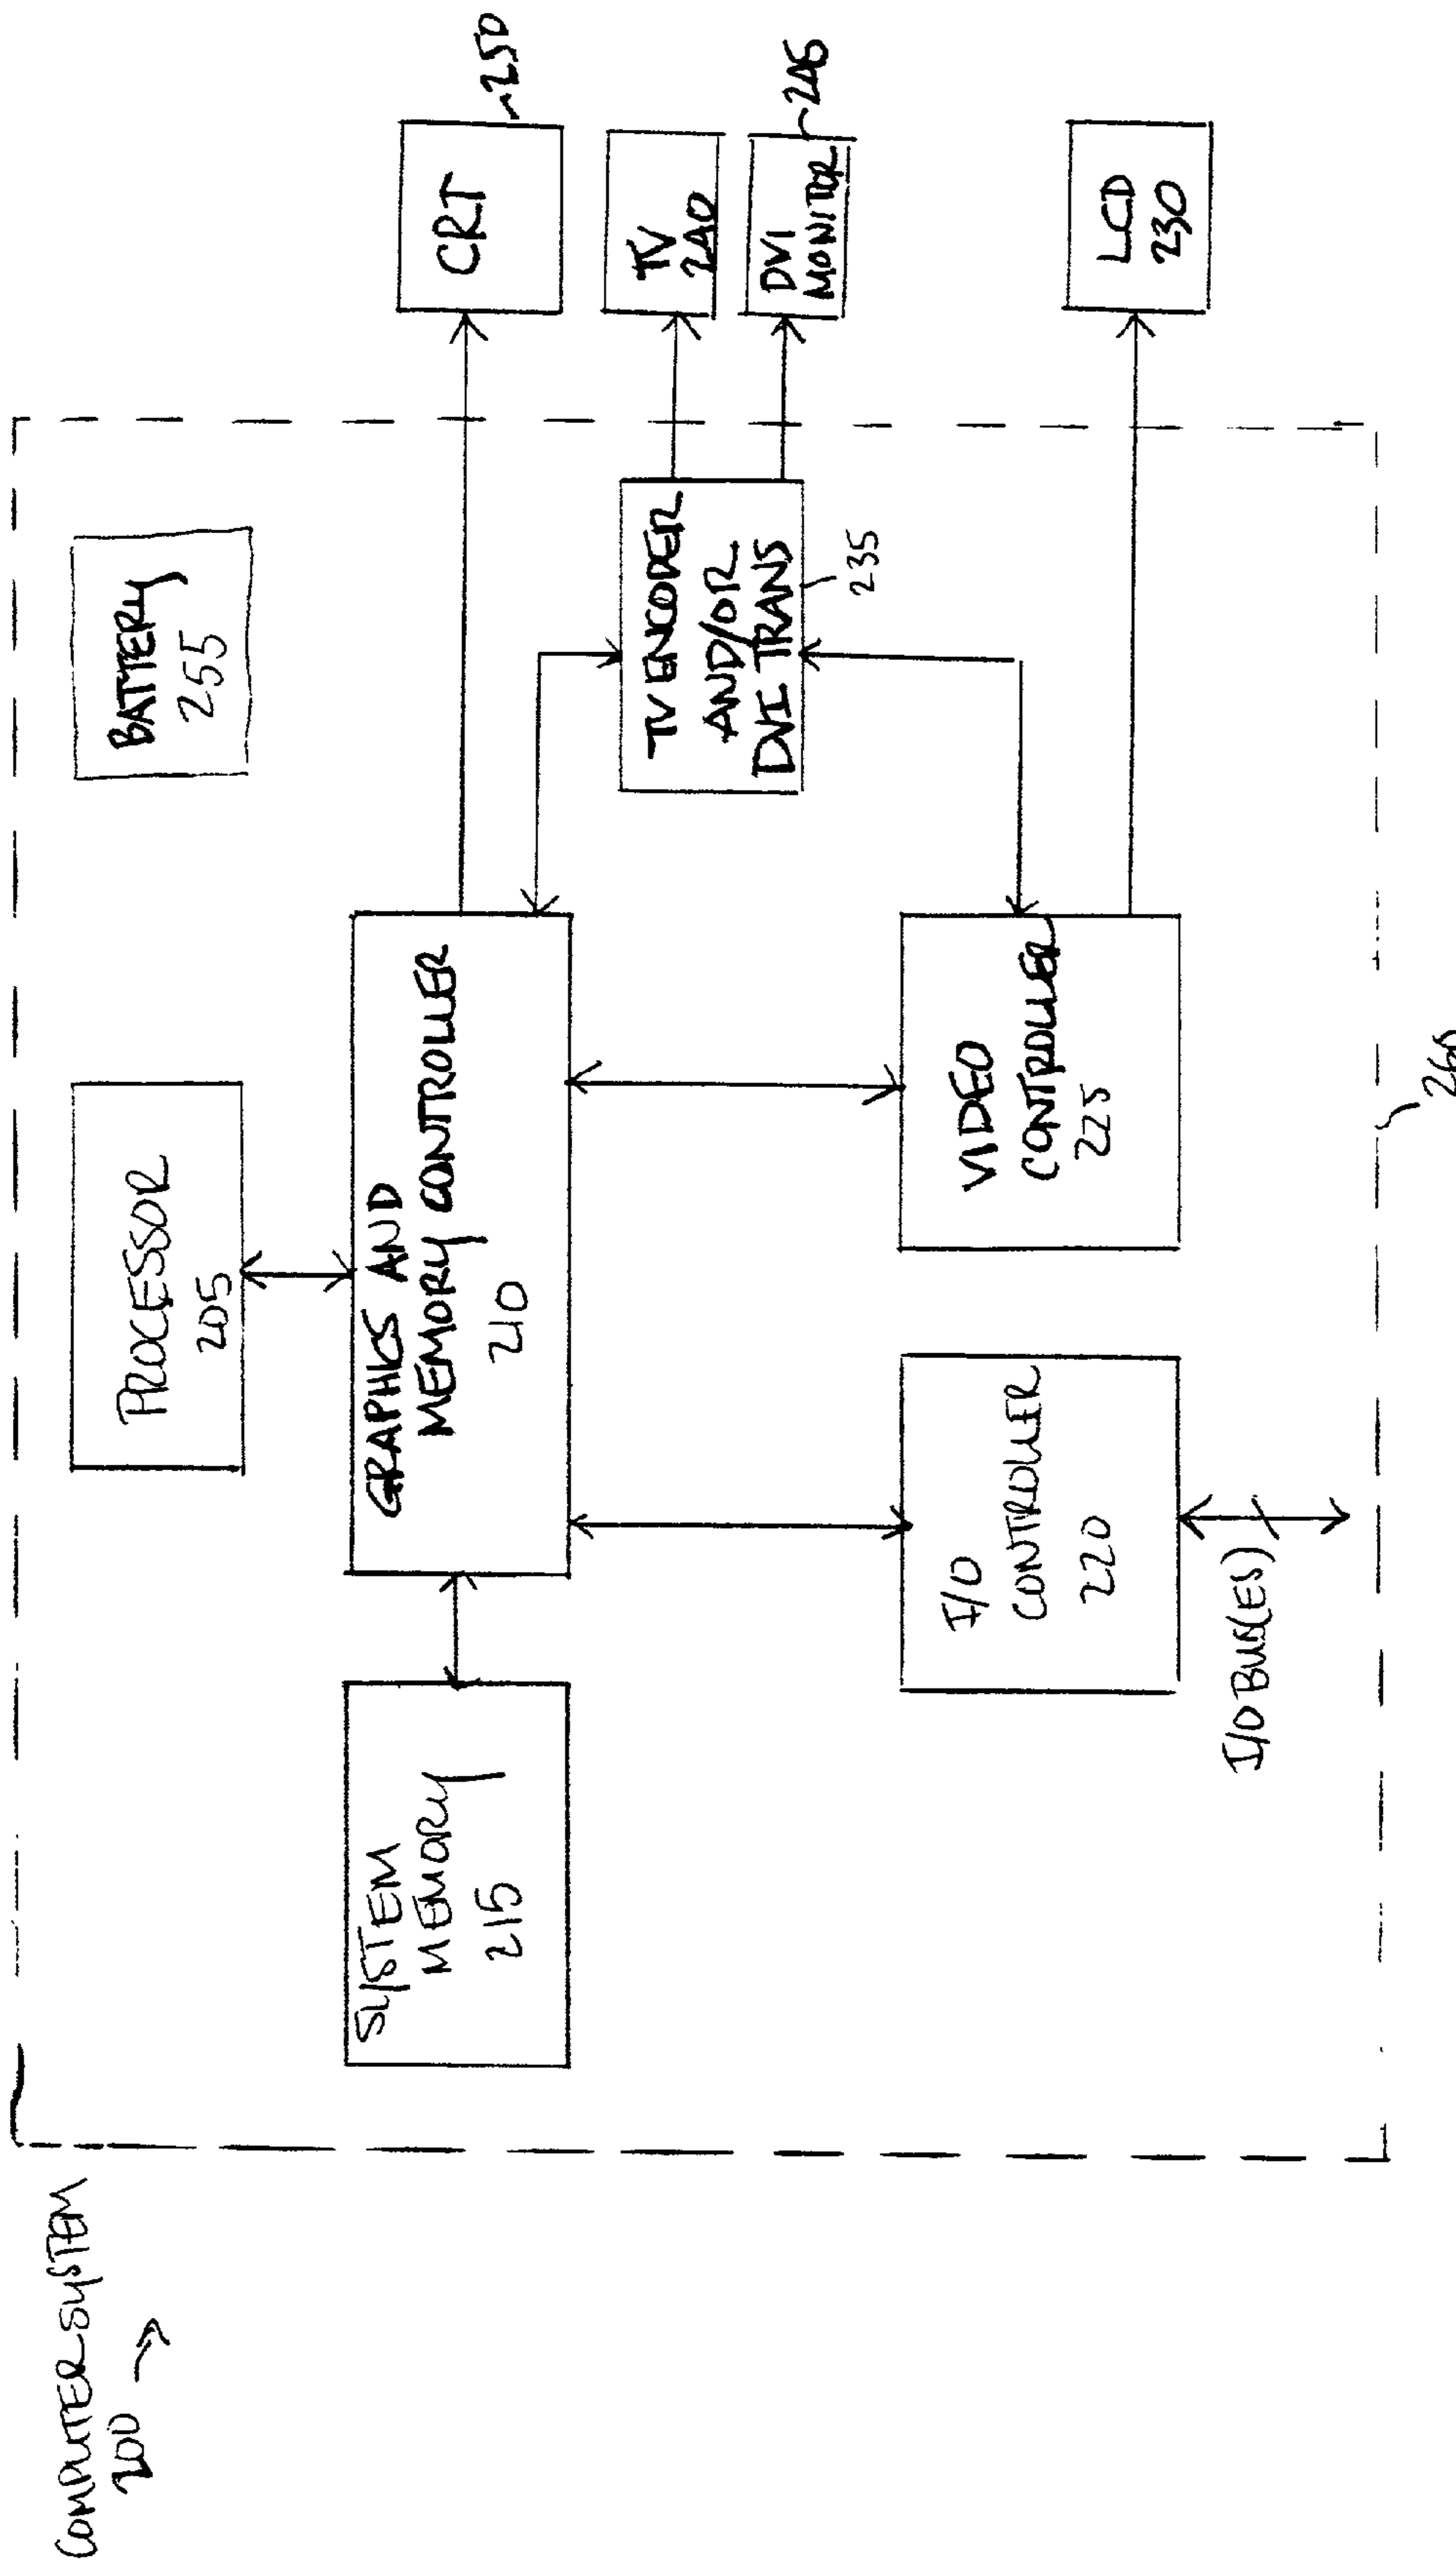 COMPUTER SYSTEM
200
PROCESSOR
205
BATTERY
255
SYSTEM
MEMORY
215
GRAPHICS AND
MEMORY CONTROLLER
210
CRT
250
TV ENCODER
AND/OR
DVI TRANS
235
TV
240
DVI
MONITOR
245
I/O
CONTROLLER
220
VIDEO
CONTROLLER
225
LCD
230
I/O BUS(ES)
260